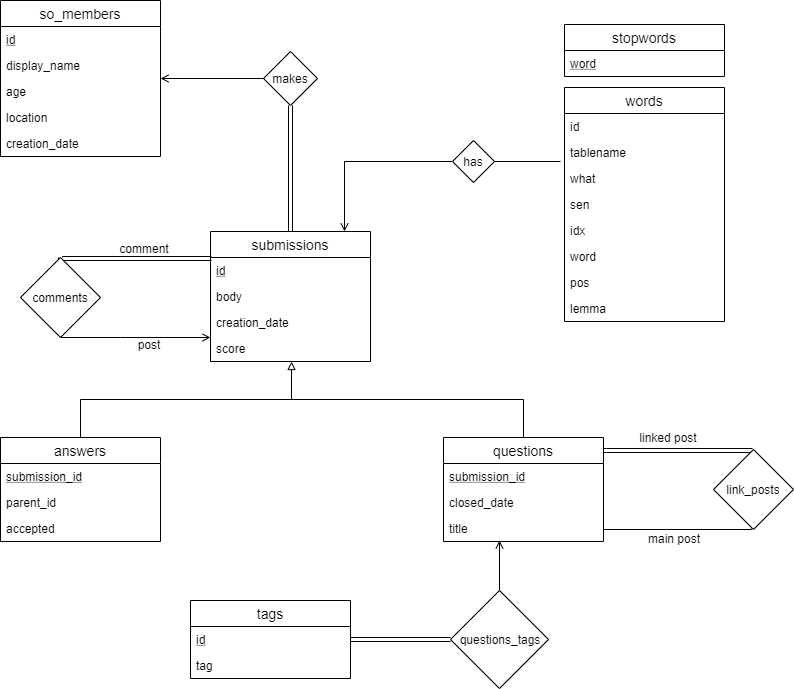 so_members
id
display_name
age
location
creation_date
makes
stopwords
word
words
id
tablename
what
sen
idx
word
pos
lemma
has
submissions
id
body
creation_date
score
comment
comments
post
answers
submission_id
parent_id
accepted
questions
submission_id
closed_date
title
linked post
link_posts
main post
tags
id
tag
questions_tags